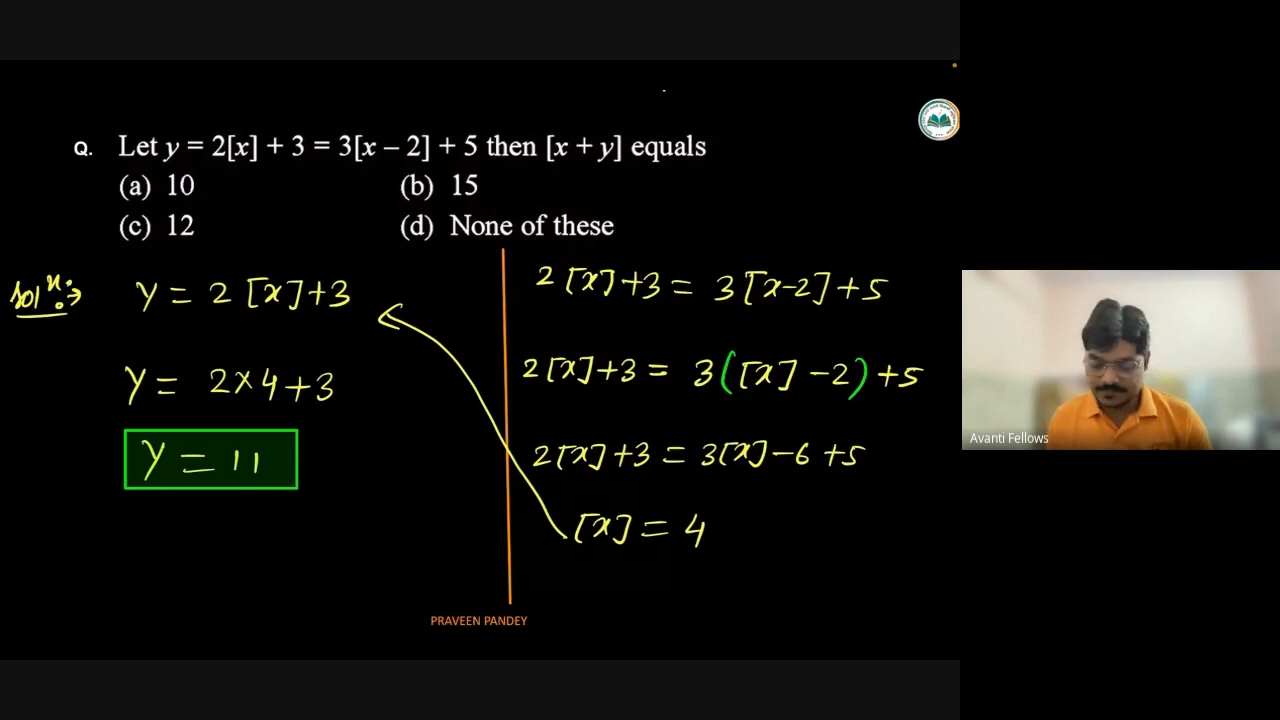 Q. Let y = 2[x] + 3 = 3[x – 2] + 5 then [x + y] equals
(a) 10 (b) 15
(c) 12 (d) None of these
Solⁿ:→ y = 2 [x]+3
y = 2×4+3
y = 11
2[x]+3 = 3[x-2]+5
2[x]+3 = 3([x] -2)+5
2[x]+3 = 3[x]-6+5
[x] = 4
PRAVEEN PANDEY
Avanti Fellows